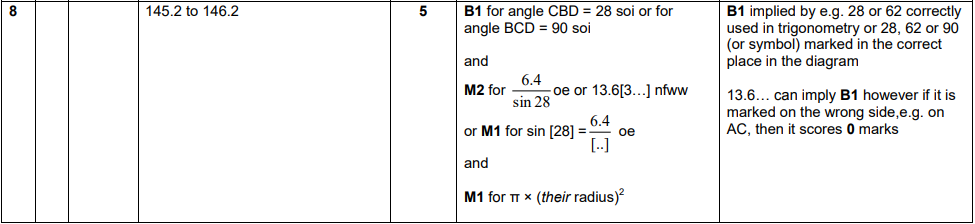 8 145.2 to 146.2 5 B1 for angle CBD = 28 soi or for
angle BCD = 90 soi
and
M2 for 6.4/sin 28 oe or 13.6[3…] nfww
or M1 for sin [28] = 6.4/[..] oe
and
M1 for π × (their radius)²
B1 implied by e.g. 28 or 62 correctly
used in trigonometry or 28, 62 or 90
(or symbol) marked in the correct
place in the diagram
13.6… can imply B1 however if it is
marked on the wrong side,e.g. on
AC, then it scores 0 marks